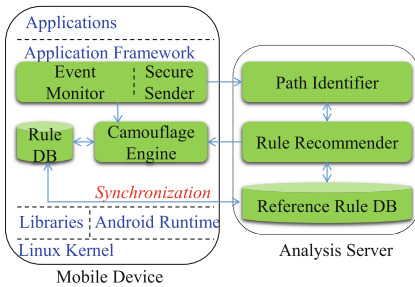 Applications
Application Framework
Event Monitor
Secure Sender
Path Identifier
Rule DB
Camouflage Engine
Rule Recommender
Synchronization
Reference Rule DB
Libraries
Android Runtime
Linux Kernel
Analysis Server
Mobile Device